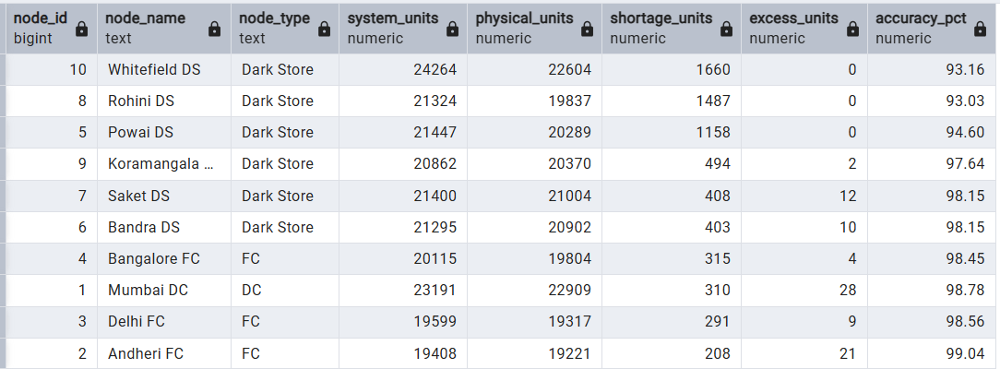 node_id node_name node_type system_units physical_units shortage_units excess_units accuracy_pct
bigint text text numeric numeric numeric numeric numeric
10 Whitefield DS Dark Store 24264 22604 1660 0 93.16
8 Rohini DS Dark Store 21324 19837 1487 0 93.03
5 Powai DS Dark Store 21447 20289 1158 0 94.60
9 Koramangala ... Dark Store 20862 20370 494 2 97.64
7 Saket DS Dark Store 21400 21004 408 12 98.15
6 Bandra DS Dark Store 21295 20902 403 10 98.15
4 Bangalore FC FC 20115 19804 315 4 98.45
1 Mumbai DC DC 23191 22909 310 28 98.78
3 Delhi FC FC 19599 19317 291 9 98.56
2 Andheri FC FC 19408 19221 208 21 99.04